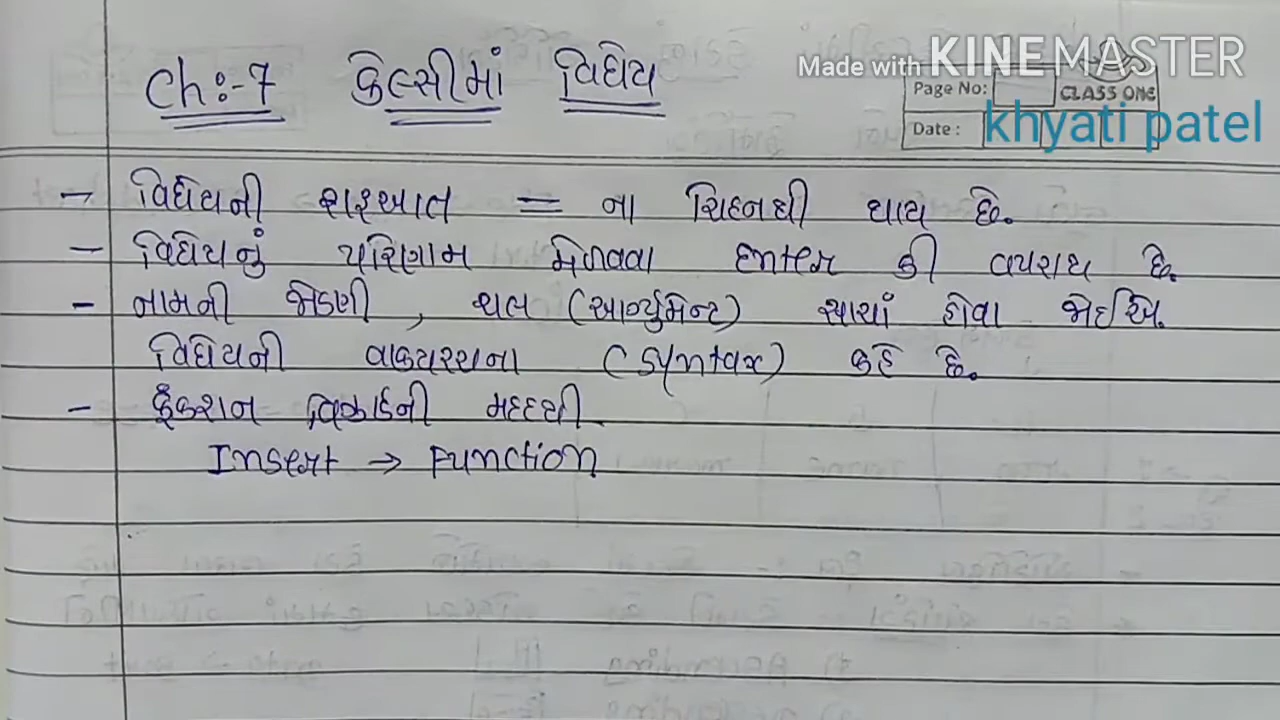 Made with KINEMASTER
Page No: CLASS ONE
Date :
khyati patel
Ch:-7 કેલ્સીમાં વિધેય
- વિધેયની શરૂઆત = ના ચિહ્નથી થાય છે.
- વિધેયનું પરિણામ મેળવવા Enter કી વપરાય છે.
- નામની જોડણી, ચલ (આર્ગ્યુમેન્ટ) સાચાં હોવા જોઈએ.
વિધેયની વાક્યરચના (Syntax) કહે છે.
- ફંક્શન વિઝાર્ડની મદદથી
Insert → Function